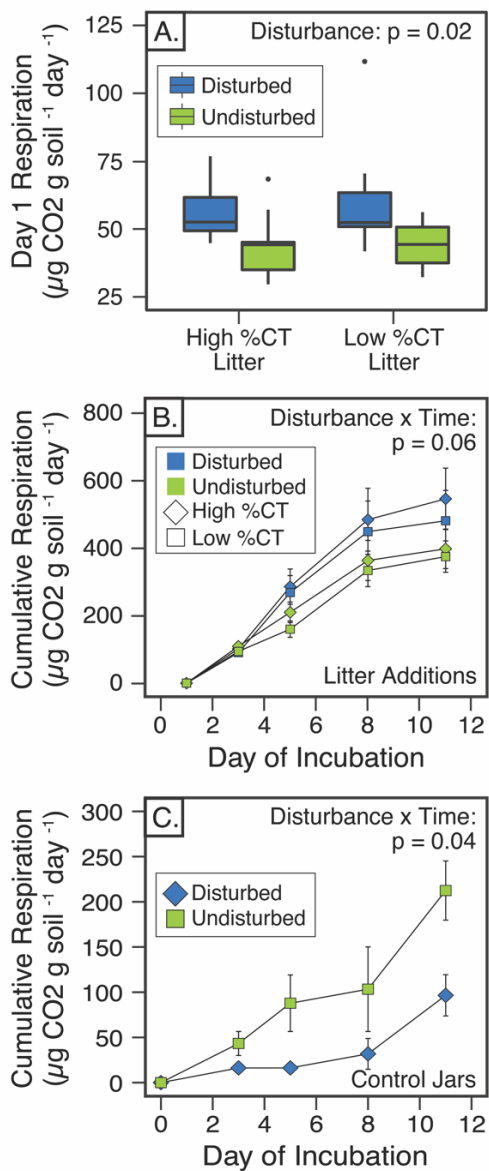 A.
Disturbance: p = 0.02
Disturbed
Undisturbed
Day 1 Respiration
(µg CO2 g soil -1 day -1)
125
100
75
50
25
High %CT
Litter
Low %CT
Litter
B.
Disturbance x Time:
p = 0.06
Disturbed
Undisturbed
High %CT
Low %CT
Cumulative Respiration
(µg CO2 g soil -1 day -1)
800
600
400
200
0
Litter Additions
0 2 4 6 8 10 12
Day of Incubation
C.
Disturbance x Time:
p = 0.04
Disturbed
Undisturbed
Cumulative Respiration
(µg CO2 g soil -1 day -1)
300
250
200
150
100
50
0
Control Jars
0 2 4 6 8 10 12
Day of Incubation